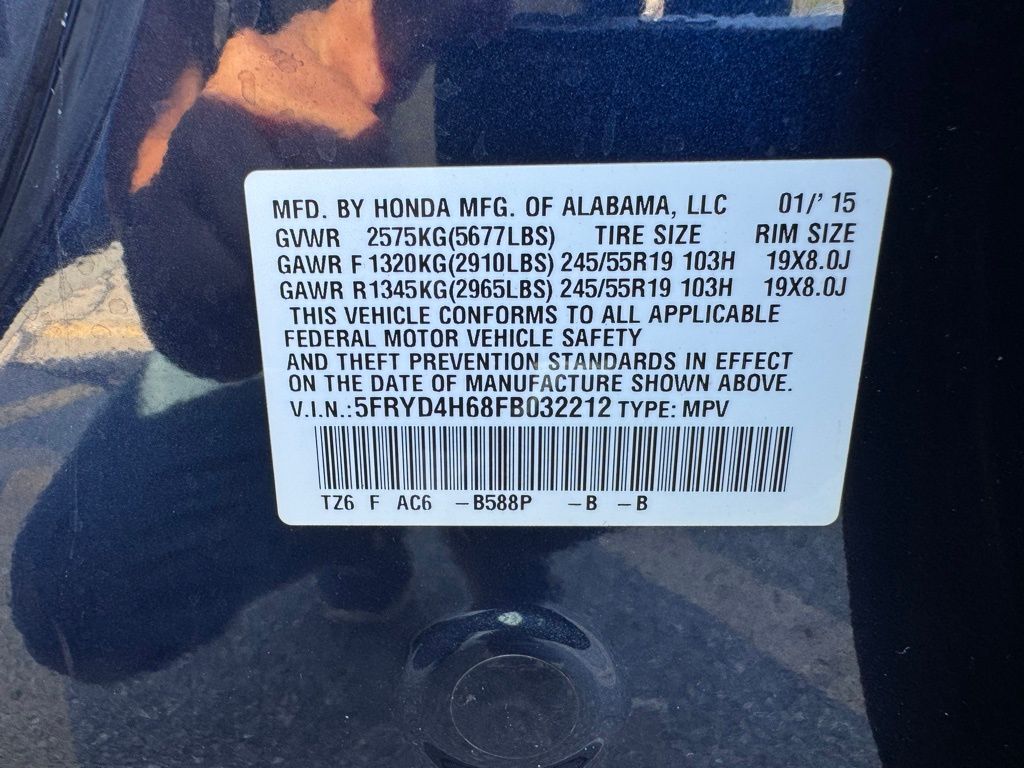 MFD. BY HONDA MFG. OF ALABAMA, LLC 01/' 15
GVWR 2575KG(5677LBS) TIRE SIZE RIM SIZE
GAWR F 1320KG(2910LBS) 245/55R19 103H 19X8.0J
GAWR R1345KG(2965LBS) 245/55R19 103H 19X8.0J
THIS VEHICLE CONFORMS TO ALL APPLICABLE
FEDERAL MOTOR VEHICLE SAFETY
AND THEFT PREVENTION STANDARDS IN EFFECT
ON THE DATE OF MANUFACTURE SHOWN ABOVE.
V.I.N.:5FRYD4H68FB032212 TYPE: MPV
TZ6 F AC6 -B588P -B -B